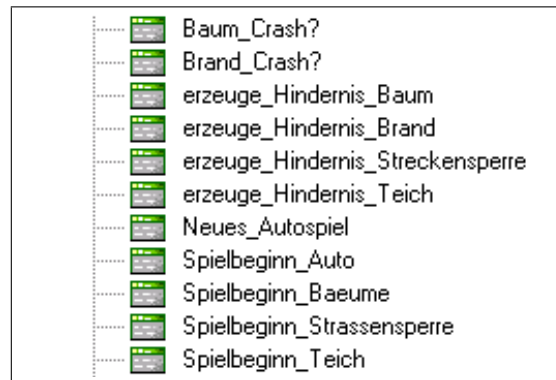 Baum_Crash?
Brand_Crash?
erzeuge_Hindernis_Baum
erzeuge_Hindernis_Brand
erzeuge_Hindernis_Streckensperre
erzeuge_Hindernis_Teich
Neues_Autospiel
Spielbeginn_Auto
Spielbeginn_Baeume
Spielbeginn_Strassensperre
Spielbeginn_Teich